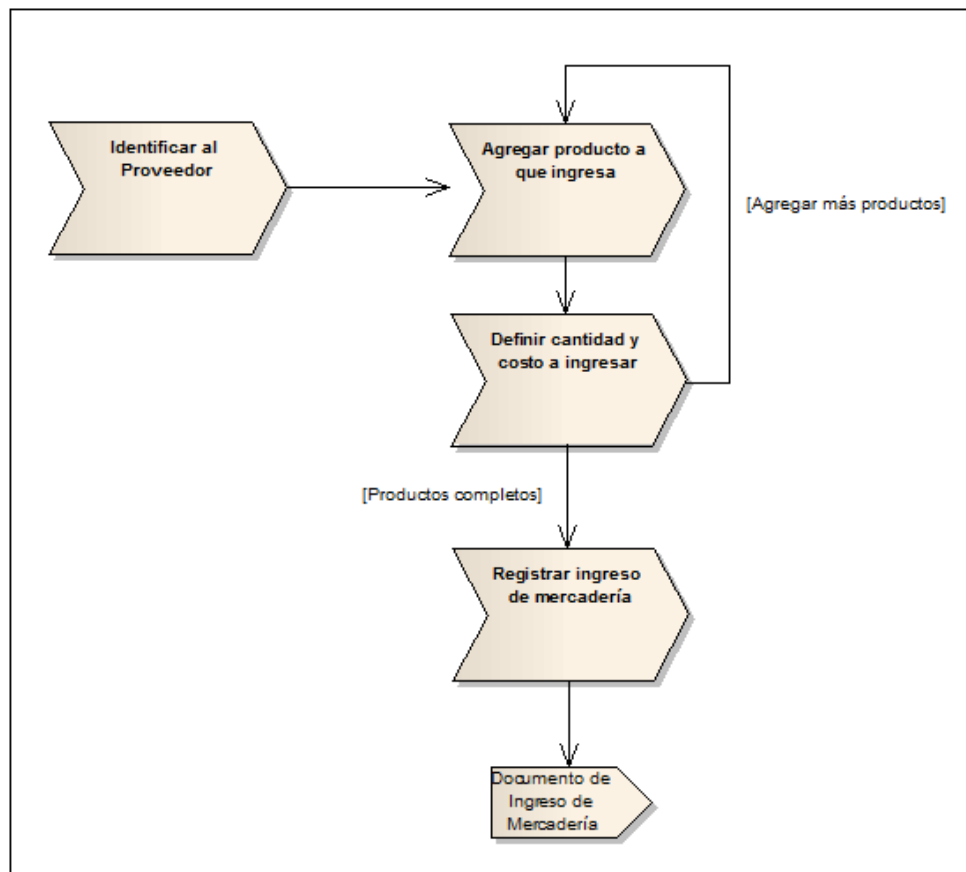 Identificar al
Proveedor
Agregar producto a
que ingresa
[Agregar más productos]
Definir cantidad y
costo a ingresar
[Productos completos]
Registrar ingreso
de mercadería
Documento de
Ingreso de
Mercadería